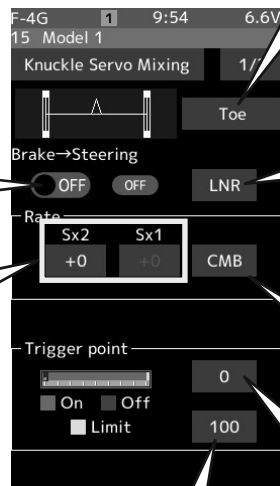 F-4G 1 9:54 6.6V
15 Model 1
Knuckle Servo Mixing 1/
Toe
Brake→Steering
OFF OFF LNR
Rate
Sx2 Sx1
+0 +0 CMB
Trigger point
0
On Off
Limit 100